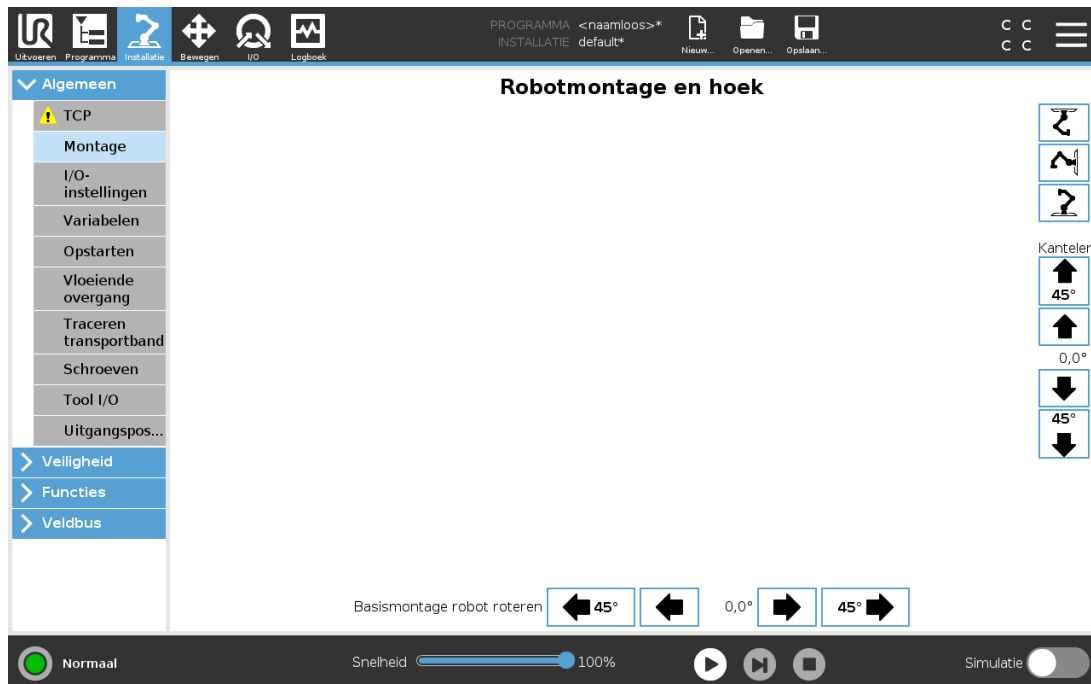 PROGRAMMA <naamloos>*
INSTALLATIE default*
C C
C C
Uitvoeren Programma Installatie Bewegen I/O Logboek Nieuw... Openen... Opslaan...
Algemeen
TCP
Montage
I/O-
instellingen
Variabelen
Opstarten
Vloeiende
overgang
Traceren
transportband
Schroeven
Tool I/O
Uitgangspos...
Veiligheid
Functies
Veldbus
Robotmontage en hoek
Kantelen
45°
0,0°
45°
Basismontage robot roteren 45° 0,0° 45°
Normaal Snelheid 100% Simulatie